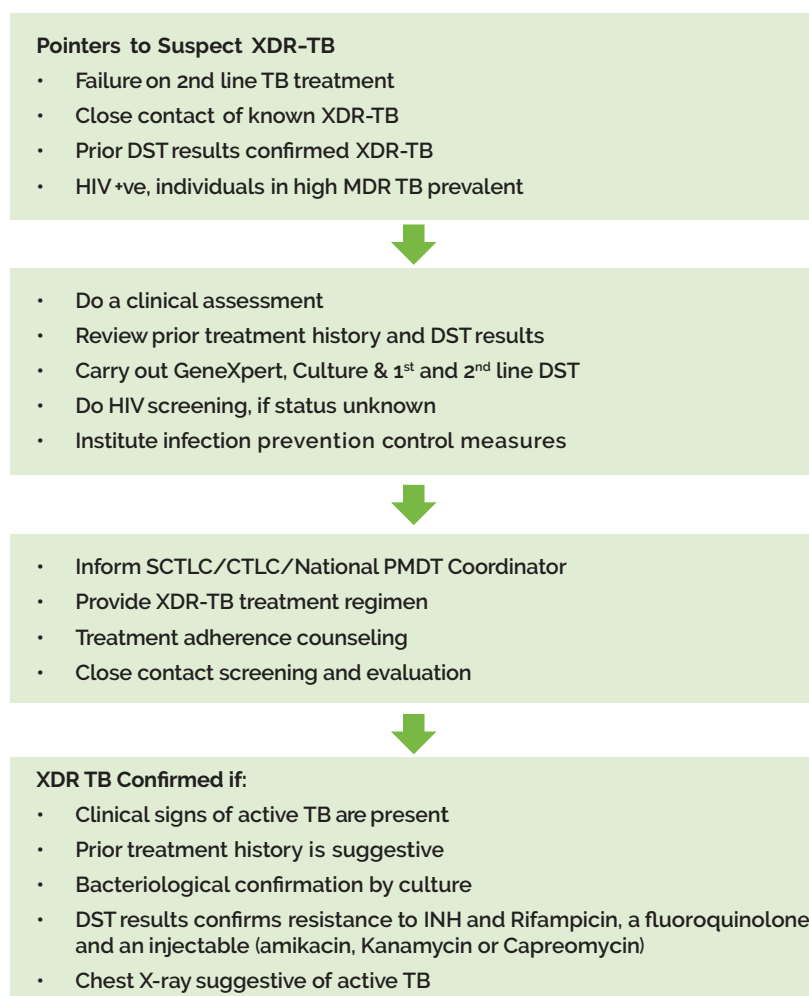 Pointers to Suspect XDR-TB
• Failure on 2nd line TB treatment
• Close contact of known XDR-TB
• Prior DST results confirmed XDR-TB
• HIV +ve, individuals in high MDR TB prevalent
• Do a clinical assessment
• Review prior treatment history and DST results
• Carry out GeneXpert, Culture & 1st and 2nd line DST
• Do HIV screening, if status unknown
• Institute infection prevention control measures
• Inform SCTLC/CTLC/National PMDT Coordinator
• Provide XDR-TB treatment regimen
• Treatment adherence counseling
• Close contact screening and evaluation
XDR TB Confirmed if:
• Clinical signs of active TB are present
• Prior treatment history is suggestive
• Bacteriological confirmation by culture
• DST results confirms resistance to INH and Rifampicin, a fluoroquinolone
and an injectable (amikacin, Kanamycin or Capreomycin)
• Chest X-ray suggestive of active TB